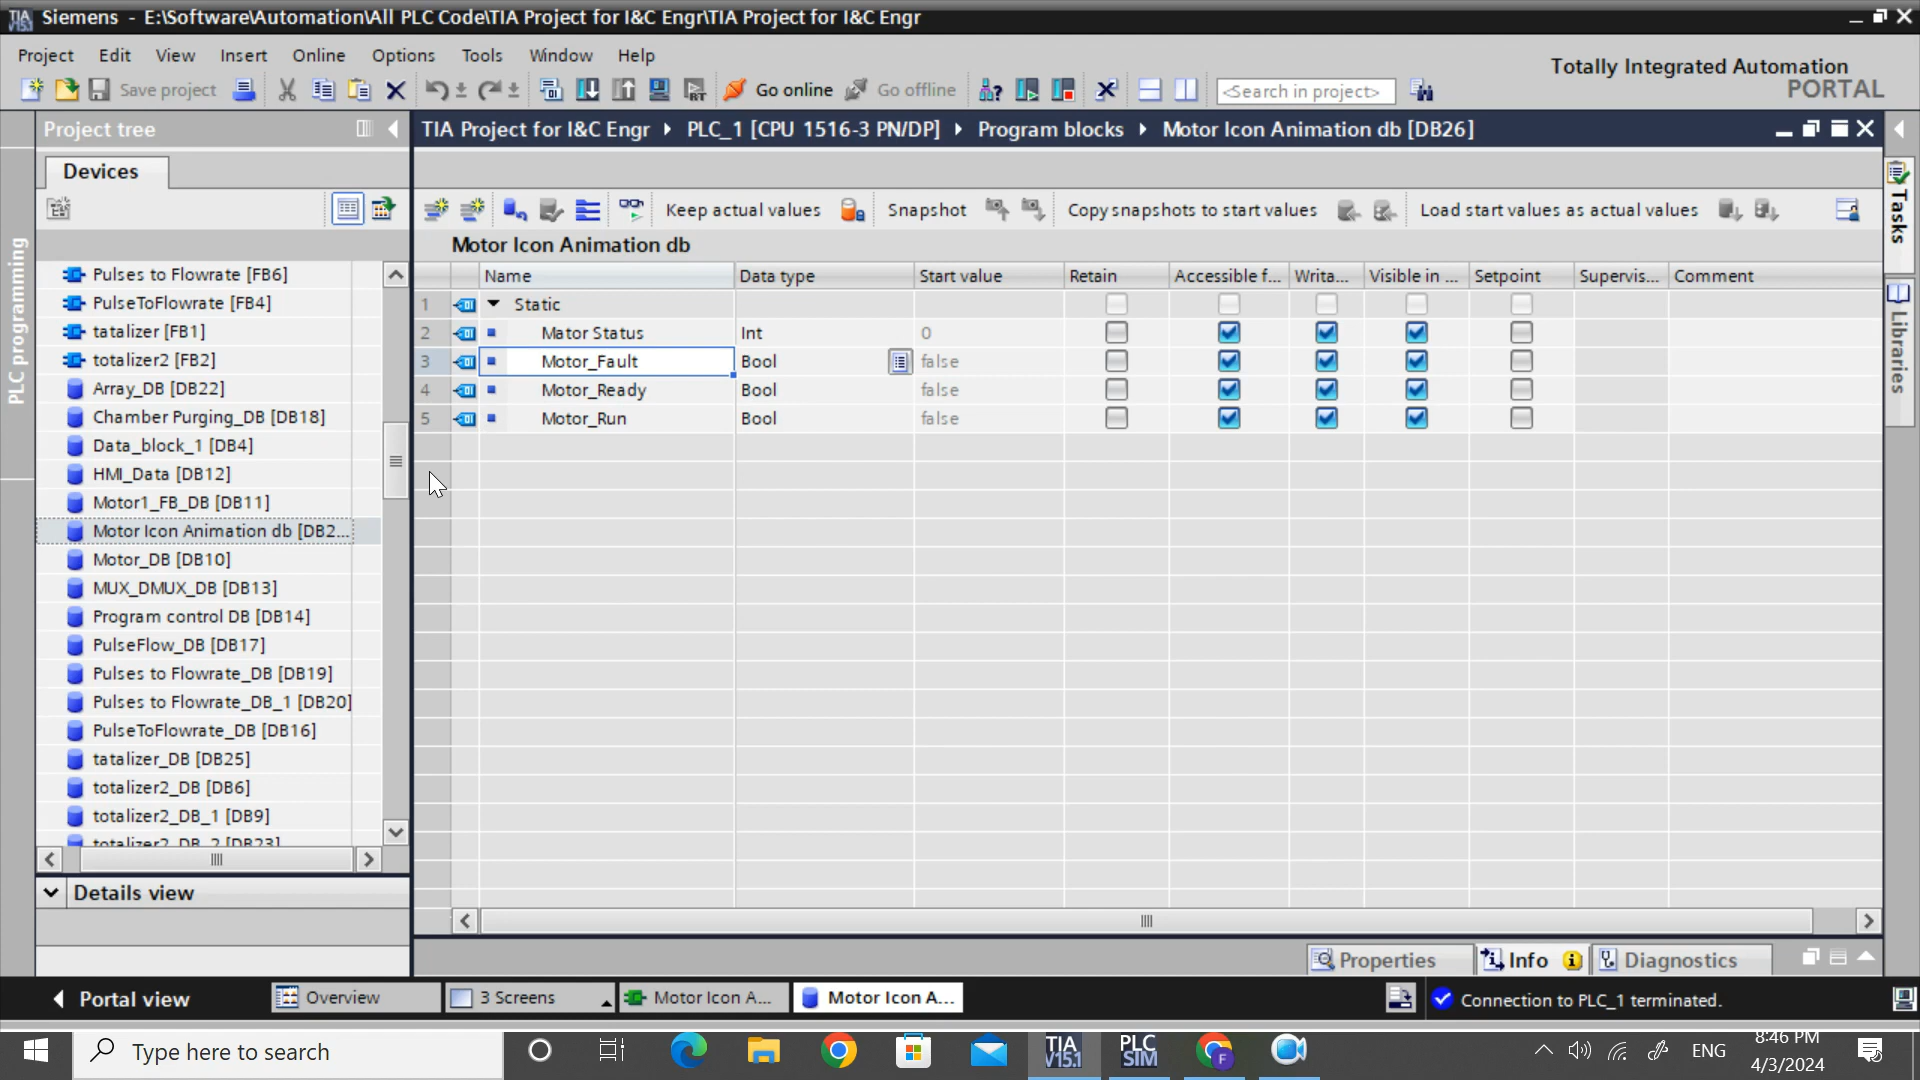 Siemens - E:\Software\Automation\All PLC Code\TIA Project for I&C Engr\TIA Project for I&C Engr
Project Edit View Insert Online Options Tools Window Help
Totally Integrated Automation
PORTAL
Save project
Go online
Go offline
<Search in project>
Project tree
TIA Project for I&C Engr PLC_1 [CPU 1516-3 PN/DP] Program blocks Motor Icon Animation db [DB26]
Devices
PLC programming
Tasks
Libraries
Keep actual values Snapshot Copy snapshots to start values Load start values as actual values
Motor Icon Animation db
Name Data type Start value Retain Accessible f... Writa... Visible in ... Setpoint Supervis... Comment
1 Static
2 Mator Status Int 0
3 Motor_Fault Bool false
4 Motor_Ready Bool false
5 Motor_Run Bool false
Pulses to Flowrate [FB6]
PulseToFlowrate [FB4]
tatalizer [FB1]
totalizer2 [FB2]
Array_DB [DB22]
Chamber Purging_DB [DB18]
Data_block_1 [DB4]
HMI_Data [DB12]
Motor1_FB_DB [DB11]
Motor Icon Animation db [DB2...
Motor_DB [DB10]
MUX_DMUX_DB [DB13]
Program control DB [DB14]
PulseFlow_DB [DB17]
Pulses to Flowrate_DB [DB19]
Pulses to Flowrate_DB_1 [DB20]
PulseToFlowrate_DB [DB16]
tatalizer_DB [DB25]
totalizer2_DB [DB6]
totalizer2_DB_1 [DB9]
totalizer2_DB_2 [DB23]
Details view
Properties Info Diagnostics
Portal view Overview 3 Screens Motor Icon A... Motor Icon A... Connection to PLC_1 terminated.
Type here to search
TIA
V15.1
PLC
SIM
F
ENG
8:46 PM
4/3/2024